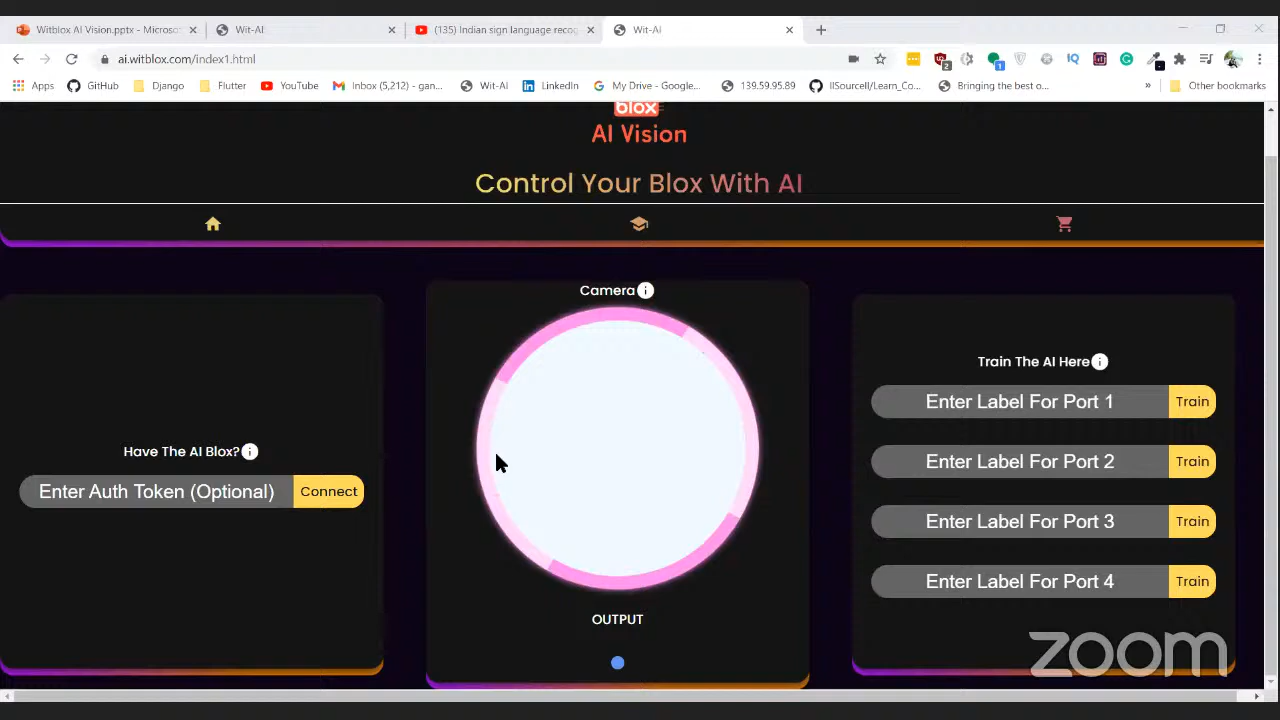 Witblox AI Vision.pptx - Microsof
Wit-AI
(135) Indian sign language recog
Wit-AI
ai.witblox.com/index1.html
Apps
GitHub
Django
Flutter
YouTube
Inbox (5,212) - gan...
Wit-AI
LinkedIn
My Drive - Google...
139.59.95.89
llSourcell/Learn_Co...
Bringing the best o...
»
Other bookmarks
blox
AI Vision
Control Your Blox With AI
Camera
Train The AI Here
Enter Label For Port 1 Train
Have The AI Blox?
Enter Label For Port 2 Train
Enter Auth Token (Optional) Connect
Enter Label For Port 3 Train
Enter Label For Port 4 Train
OUTPUT
zoom